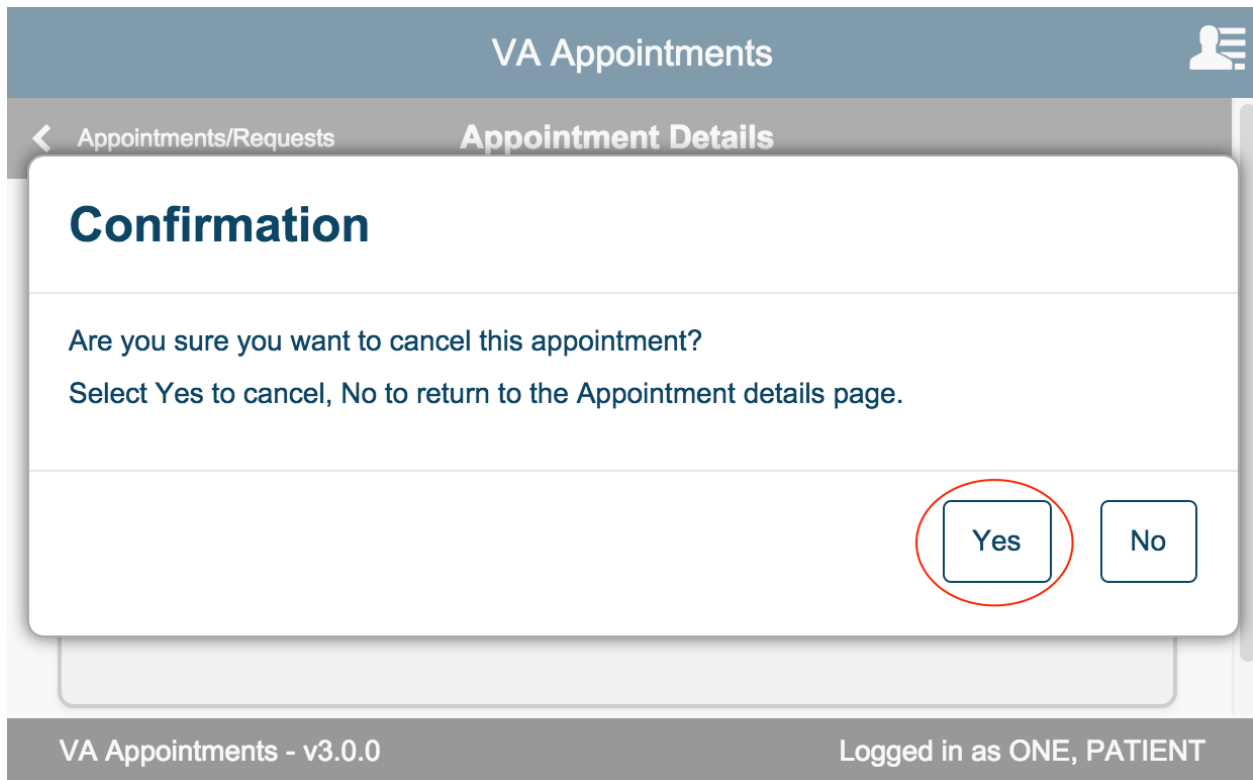 VA Appointments
Appointments/Requests
Appointment Details
Confirmation
Are you sure you want to cancel this appointment?
Select Yes to cancel, No to return to the Appointment details page.
Yes
No
VA Appointments - v3.0.0
Logged in as ONE, PATIENT